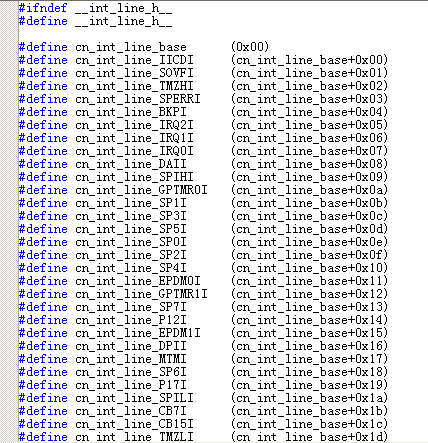 #ifndef __int_line_h__
#define __int_line_h__
#define cn_int_line_base (0x00)
#define cn_int_line_IICDI (cn_int_line_base+0x00)
#define cn_int_line_SOVFI (cn_int_line_base+0x01)
#define cn_int_line_TMZHI (cn_int_line_base+0x02)
#define cn_int_line_SPERRI (cn_int_line_base+0x03)
#define cn_int_line_BKPI (cn_int_line_base+0x04)
#define cn_int_line_IRQ2I (cn_int_line_base+0x05)
#define cn_int_line_IRQ1I (cn_int_line_base+0x06)
#define cn_int_line_IRQ0I (cn_int_line_base+0x07)
#define cn_int_line_DAII (cn_int_line_base+0x08)
#define cn_int_line_SPIHI (cn_int_line_base+0x09)
#define cn_int_line_GPTMR0I (cn_int_line_base+0x0a)
#define cn_int_line_SP1I (cn_int_line_base+0x0b)
#define cn_int_line_SP3I (cn_int_line_base+0x0c)
#define cn_int_line_SP5I (cn_int_line_base+0x0d)
#define cn_int_line_SP0I (cn_int_line_base+0x0e)
#define cn_int_line_SP2I (cn_int_line_base+0x0f)
#define cn_int_line_SP4I (cn_int_line_base+0x10)
#define cn_int_line_EPDM0I (cn_int_line_base+0x11)
#define cn_int_line_GPTMR1I (cn_int_line_base+0x12)
#define cn_int_line_SP7I (cn_int_line_base+0x13)
#define cn_int_line_P12I (cn_int_line_base+0x14)
#define cn_int_line_EPDM1I (cn_int_line_base+0x15)
#define cn_int_line_DPII (cn_int_line_base+0x16)
#define cn_int_line_MTMI (cn_int_line_base+0x17)
#define cn_int_line_SP6I (cn_int_line_base+0x18)
#define cn_int_line_P17I (cn_int_line_base+0x19)
#define cn_int_line_SPILI (cn_int_line_base+0x1a)
#define cn_int_line_CB7I (cn_int_line_base+0x1b)
#define cn_int_line_CB15I (cn_int_line_base+0x1c)
#define cn_int_line_TMZLI (cn_int_line_base+0x1d)